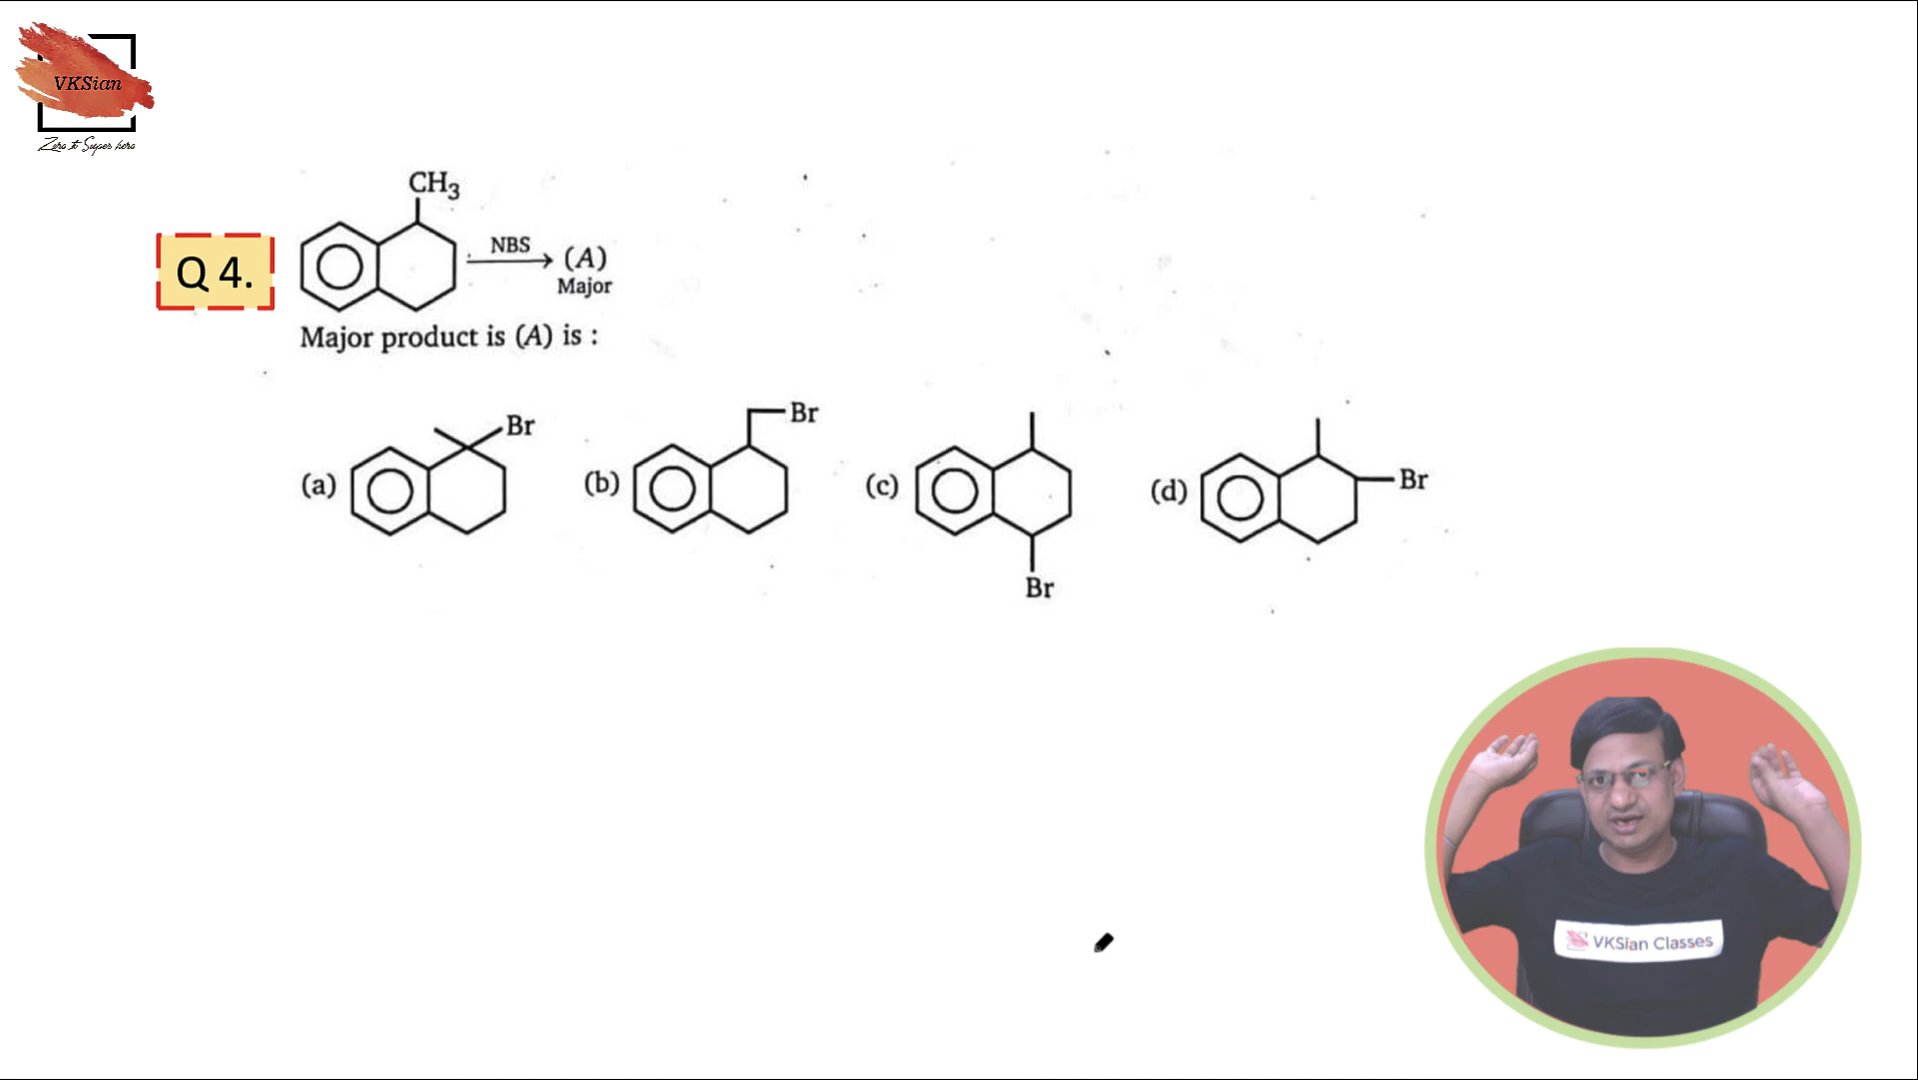 VKSian
Zero to Super hero
CH3
Q 4.
NBS
(A)
Major
Major product is (A) is :
(a)
Br
(b)
Br
(c)
Br
(d)
Br
VKSian Classes